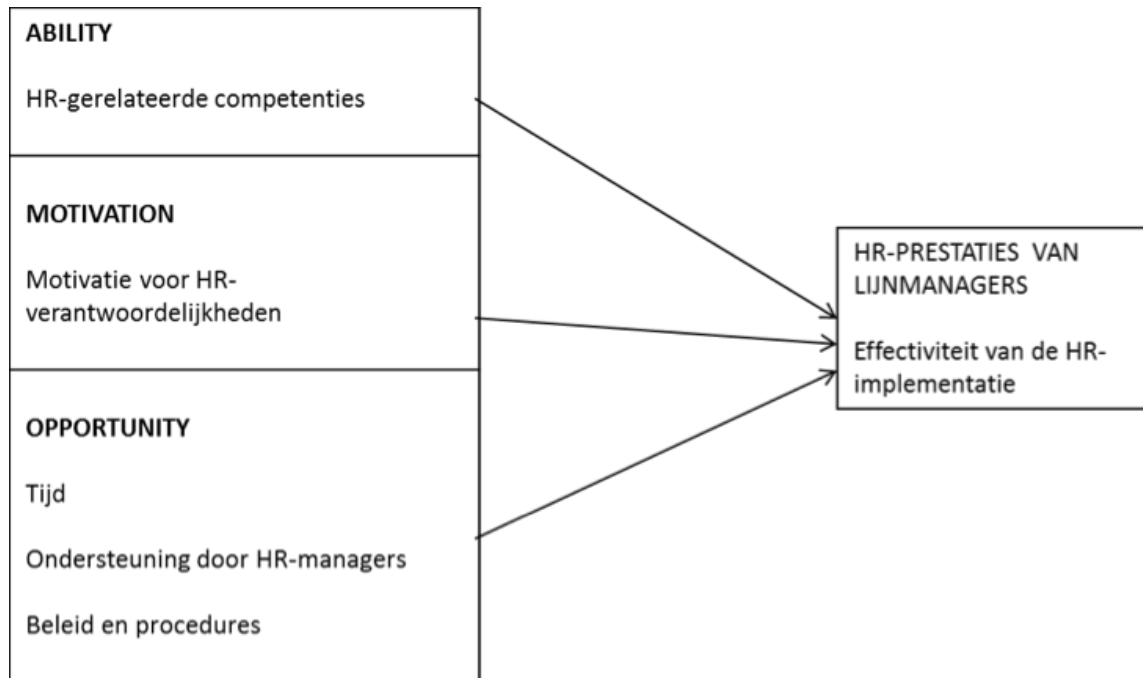 ABILITY
HR-gerelateerde competenties
MOTIVATION
Motivatie voor HR-
verantwoordelijkheden
OPPORTUNITY
Tijd
Ondersteuning door HR-managers
Beleid en procedures
HR-PRESTATIES VAN
LIJNMANAGERS
Effectiviteit van de HR-
implementatie